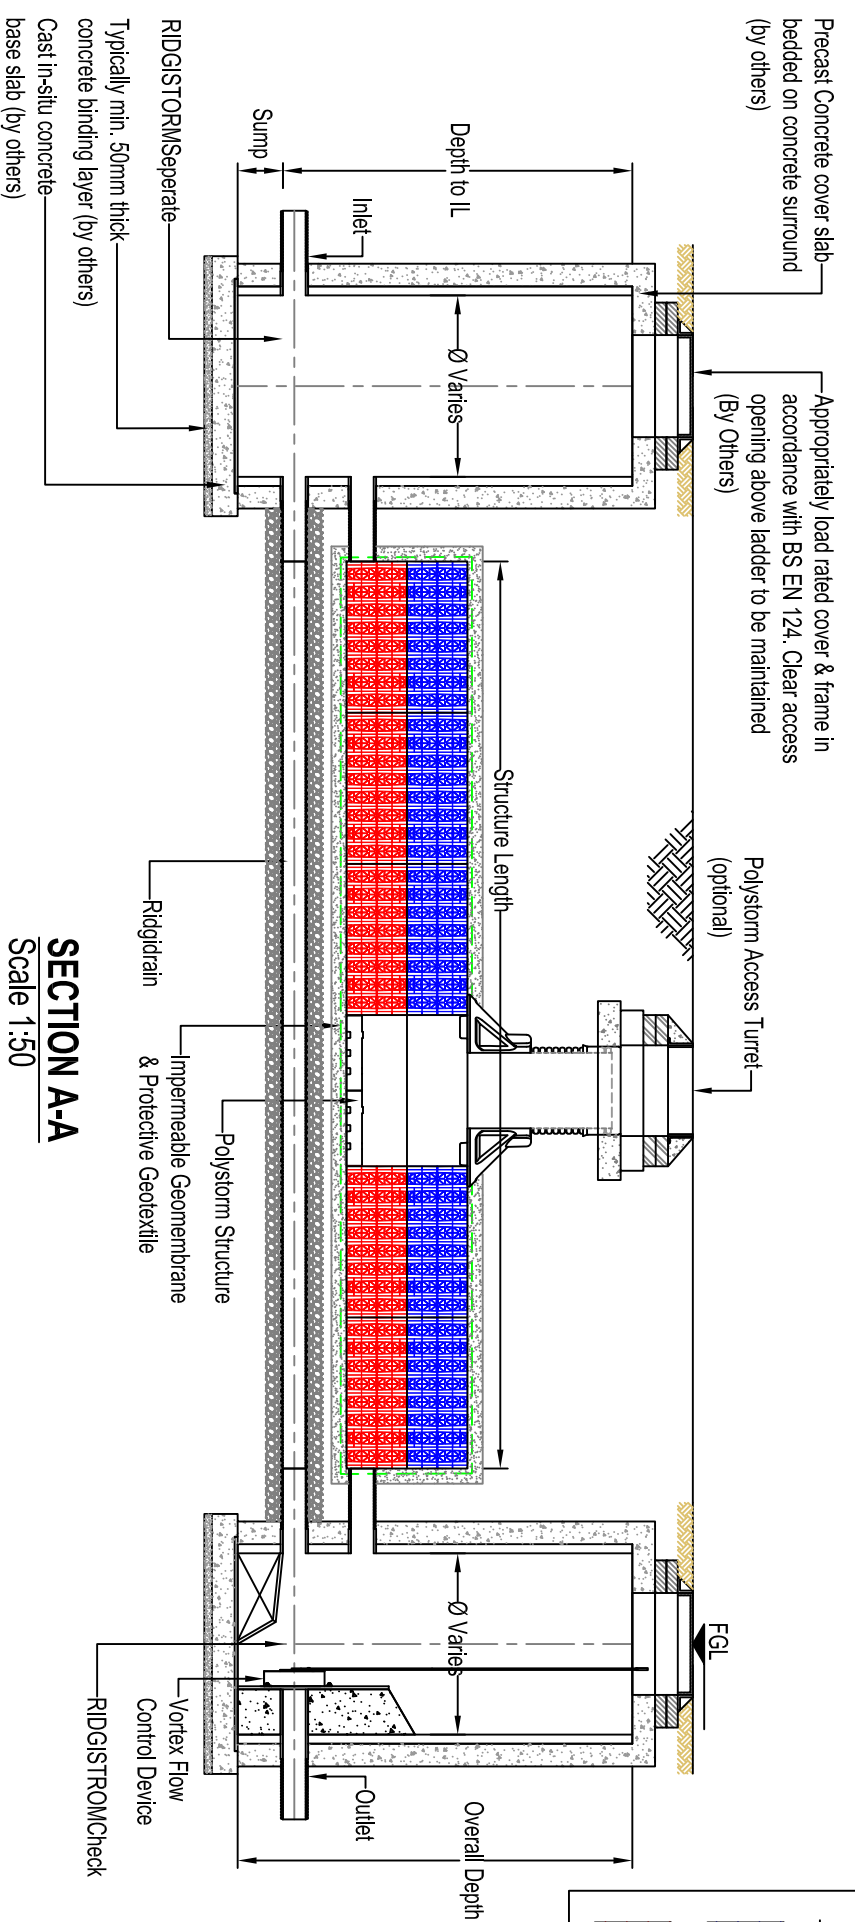 Precast Concrete cover slab
bedded on concrete surround
(by others)
Appropriately load rated cover & frame in
accordance with BS EN 124. Clear access
opening above ladder to be maintained
(By Others)
Polystorm Access Turret
(optional)
FGL
Depth to IL
Sump
Inlet
Ø Varies
Structure Length
Ø Varies
Overall Depth
Outlet
RIDGISTORMSeperate
Typically min. 50mm thick
concrete binding layer (by others)
Cast in-situ concrete
base slab (by others)
Ridgidrain
Impermeable Geomembrane
& Protective Geotextile
Polystorm Structure
Vortex Flow
Control Device
RIDGISTROMCheck
SECTION A-A
Scale 1:50